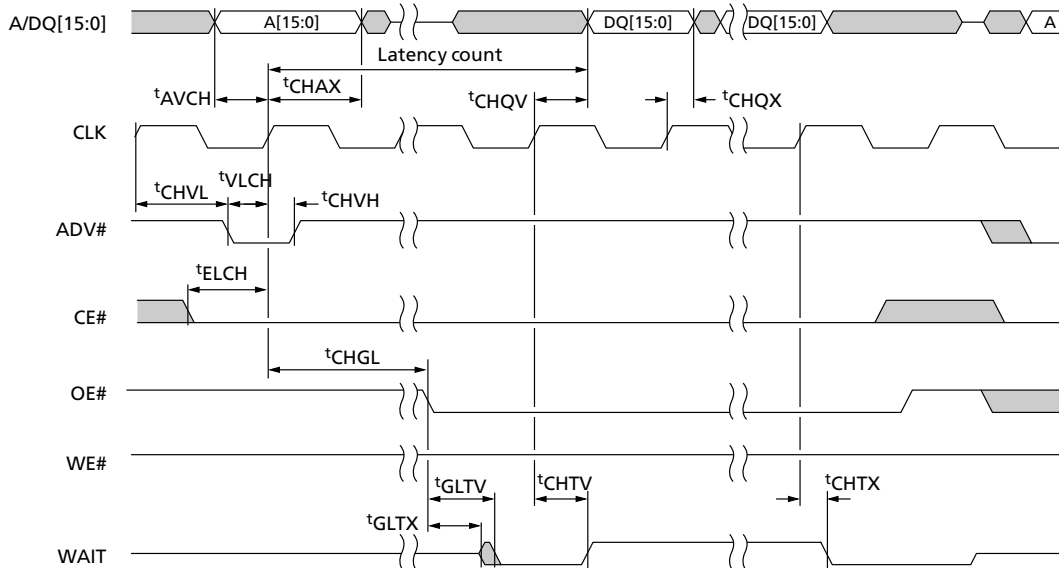 A/DQ[15:0] A[15:0] DQ[15:0] DQ[15:0] A
Latency count
tAVCH tCHAX tCHQV tCHQX
CLK
tCHVL tVLCH tCHVH
ADV#
tELCH
CE#
tCHGL
OE#
WE#
tGLTV tCHTV tCHTX
tGLTX
WAIT